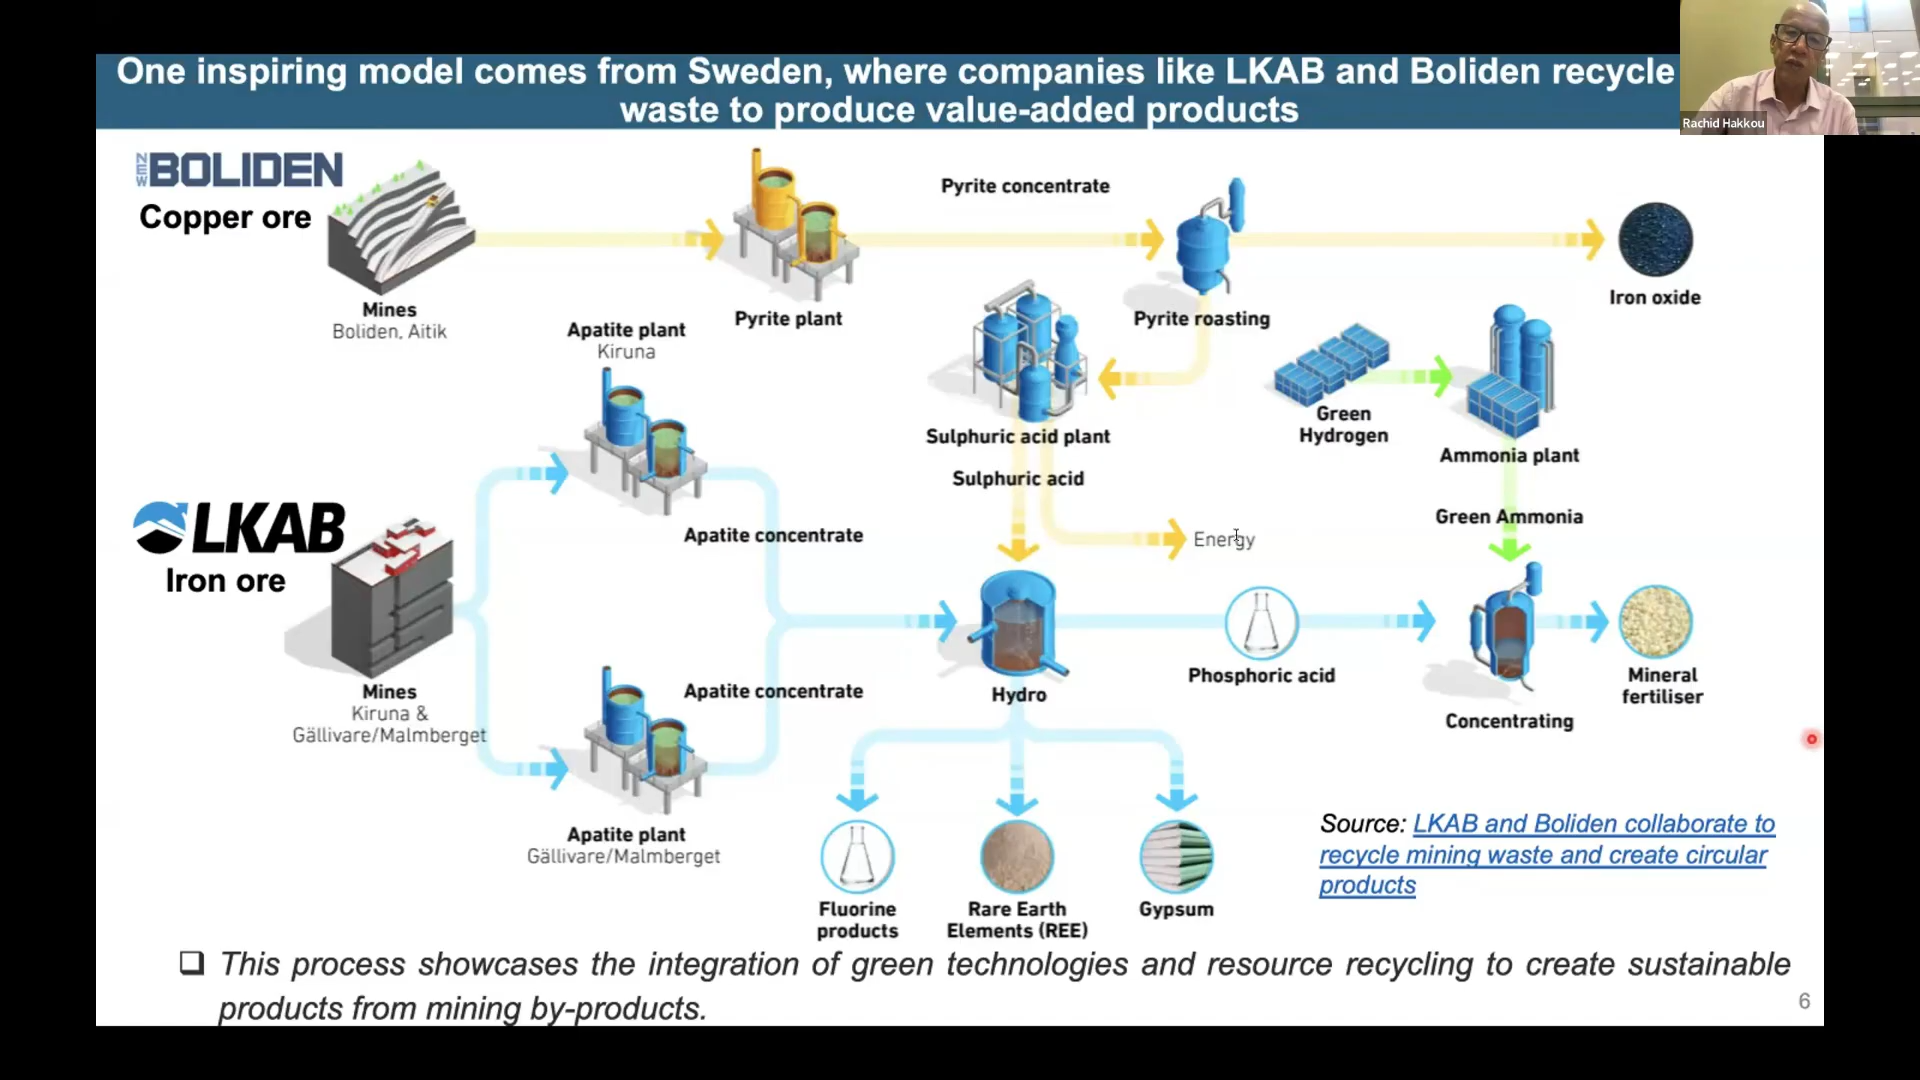 One inspiring model comes from Sweden, where companies like LKAB and Boliden recycle
waste to produce value-added products
Rachid Hakkou
NEW BOLIDEN
Copper ore
Mines
Boliden, Aitik
Pyrite plant
Pyrite concentrate
Pyrite roasting
Iron oxide
Apatite plant
Kiruna
Sulphuric acid plant
Sulphuric acid
Green
Hydrogen
Ammonia plant
Green Ammonia
Energy
LKAB
Iron ore
Mines
Kiruna &
Gällivare/Malmberget
Apatite concentrate
Apatite concentrate
Apatite plant
Gällivare/Malmberget
Hydro
Phosphoric acid
Concentrating
Mineral
fertiliser
Fluorine
products
Rare Earth
Elements (REE)
Gypsum
Source: LKAB and Boliden collaborate to
recycle mining waste and create circular
products
This process showcases the integration of green technologies and resource recycling to create sustainable
products from mining by-products.
6